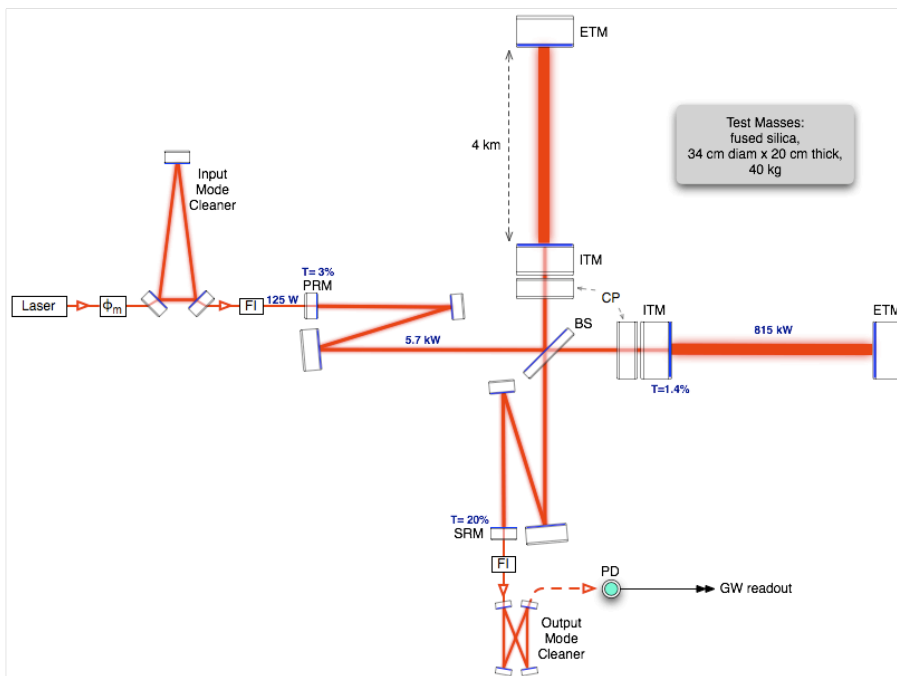 ETM
4 km
Test Masses:
fused silica,
34 cm diam x 20 cm thick,
40 kg
Input
Mode
Cleaner
ITM
T= 3%
PRM
Laser
ϕm
FI
125 W
CP
ITM
ETM
BS
815 kW
5.7 kW
T=1.4%
T= 20%
SRM
FI
PD
GW readout
Output
Mode
Cleaner